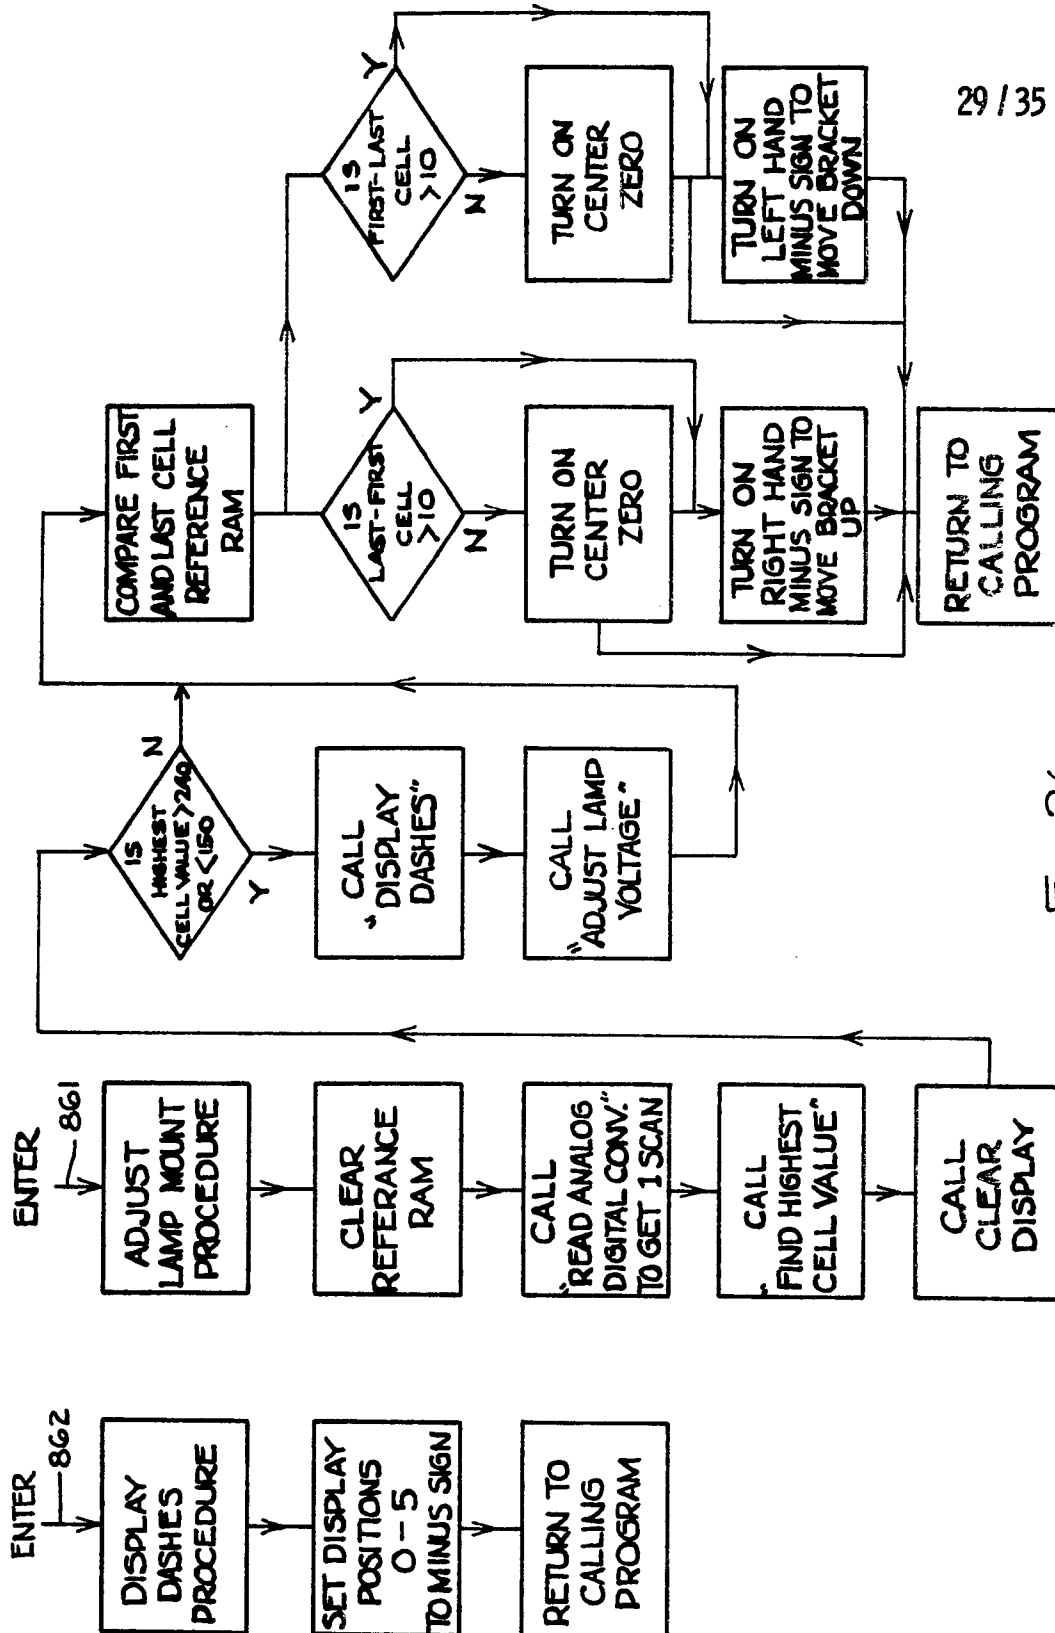 29/35
ENTER
862
DISPLAY
DASHES
PROCEDURE
SET DISPLAY
POSITIONS
0-5
TO MINUS SIGN
RETURN TO
CALLING
PROGRAM
ENTER
861
ADJUST
LAMP MOUNT
PROCEDURE
CLEAR
REFERANCE
RAM
CALL
"READ ANALOG
DIGITAL CONV."
TO GET 1 SCAN
CALL
"FIND HIGHEST
CELL VALUE"
CALL
CLEAR
DISPLAY
IS
HIGHEST
CELL VALUE >240
OR <150
N
Y
CALL
"DISPLAY
DASHES"
CALL
"ADJUST LAMP
VOLTAGE"
COMPARE FIRST
AND LAST CELL
REFERENCE
RAM
IS
LAST-FIRST
CELL
>10
Y
N
TURN ON
CENTER
ZERO
TURN ON
RIGHT HAND
MINUS SIGN TO
MOVE BRACKET
UP
RETURN TO
CALLING
PROGRAM
IS
FIRST-LAST
CELL
>10
Y
N
TURN ON
CENTER
ZERO
TURN ON
LEFT HAND
MINUS SIGN TO
MOVE BRACKET
DOWN